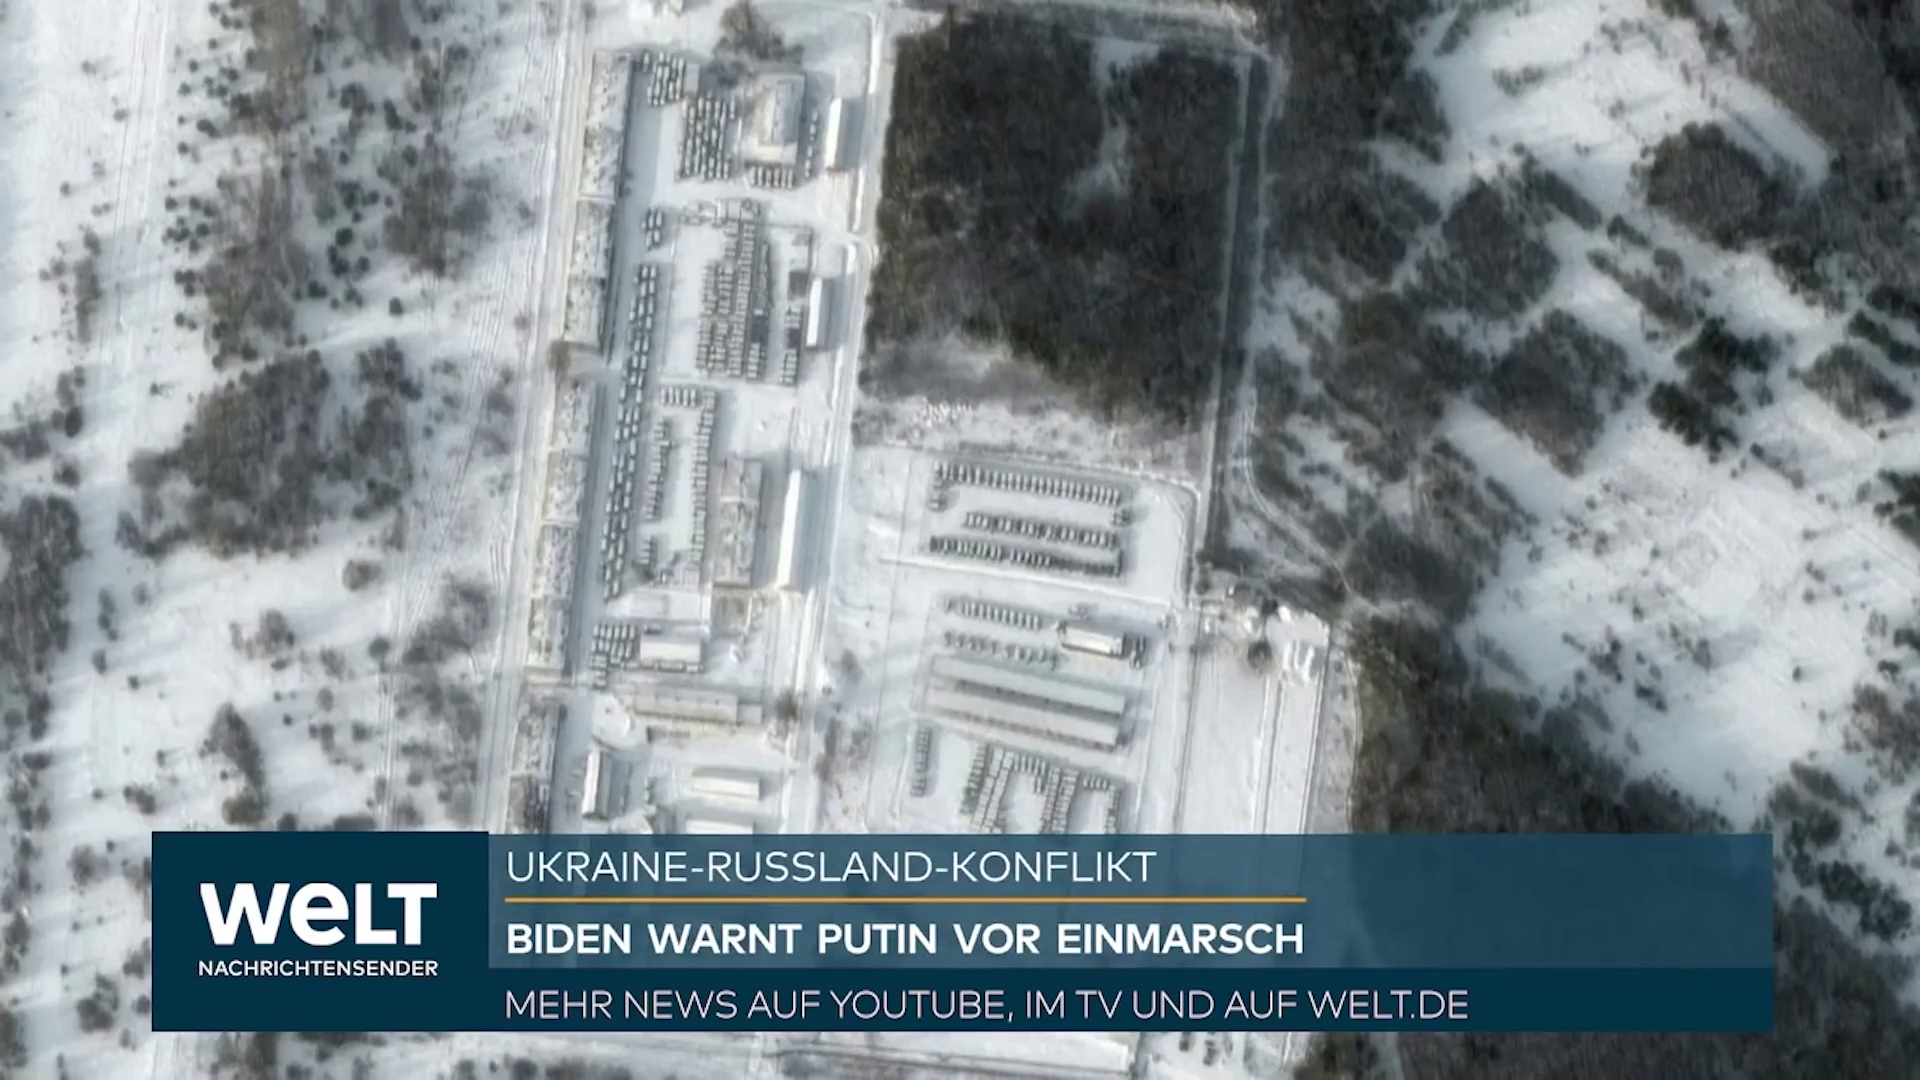 UKRAINE-RUSSLAND-KONFLIKT
BIDEN WARNT PUTIN VOR EINMARSCH
WELT
NACHRICHTENSENDER
MEHR NEWS AUF YOUTUBE, IM TV UND AUF WELT.DE